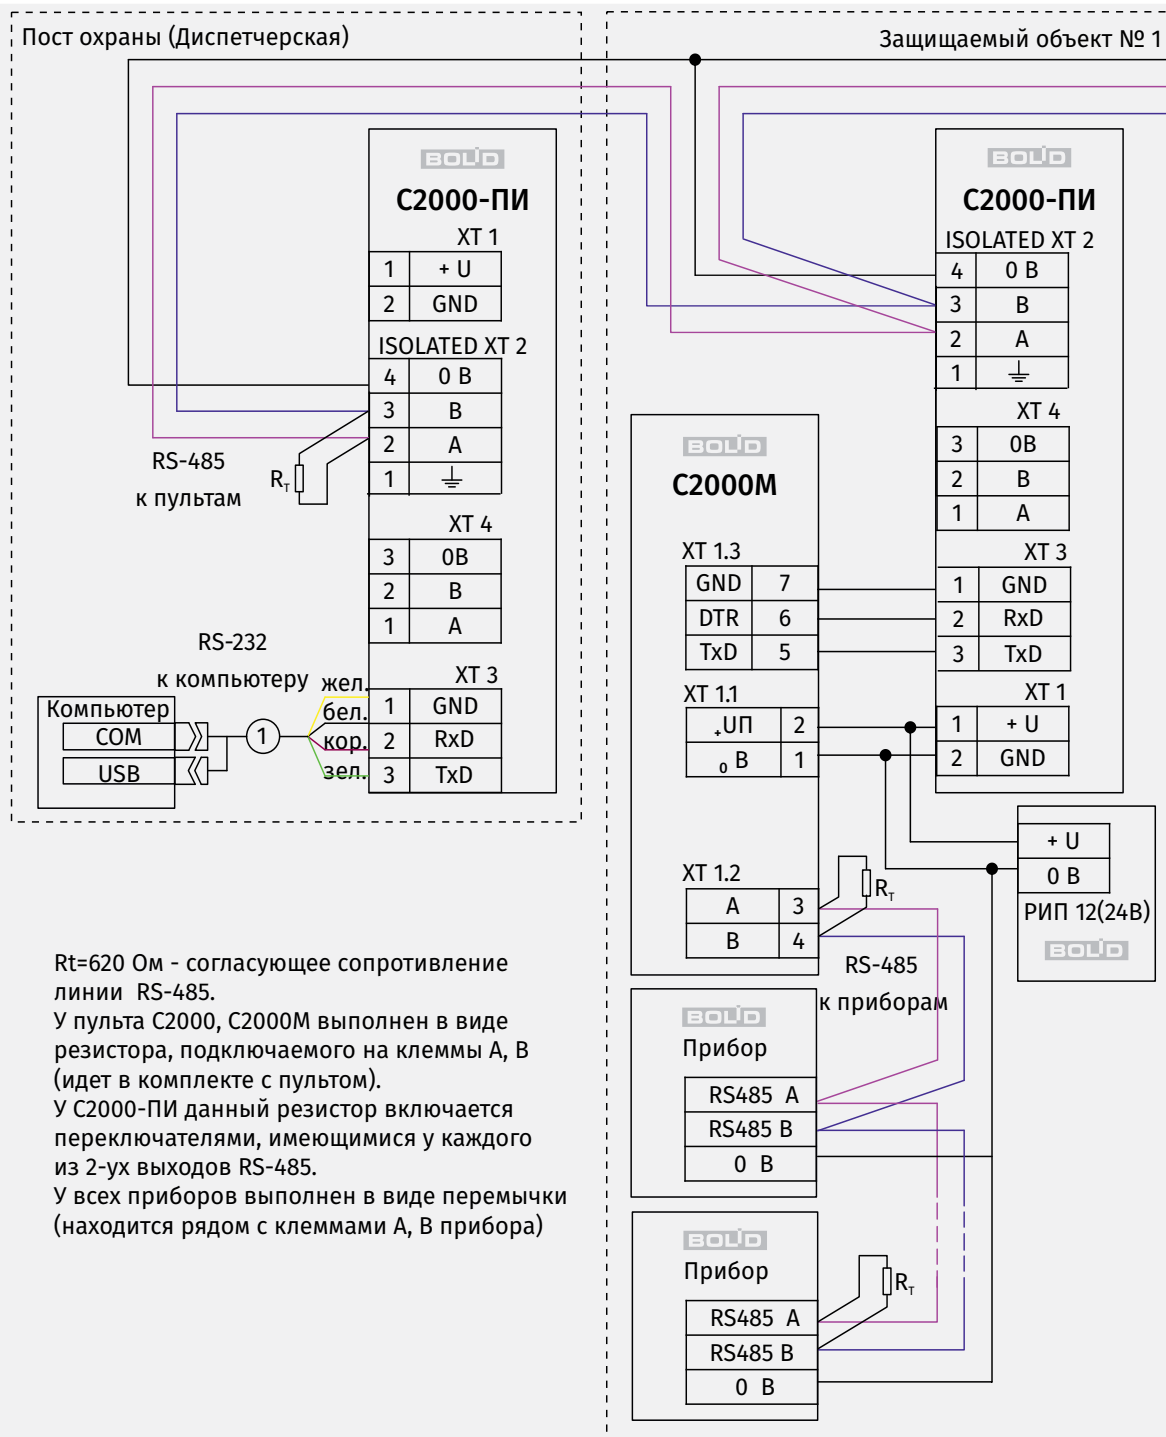 Пост охраны (Диспетчерская)
Защищаемый объект № 1
BOLID
С2000-ПИ
XT 1
1 + U
2 GND
ISOLATED XT 2
4 0 B
3 B
2 A
1
XT 4
3 0B
2 B
1 A
XT 3
1 GND
2 RxD
3 TxD
RS-485
к пультам
Rт
RS-232
к компьютеру
жел.
бел.
кор.
зел.
Компьютер
COM
USB
1
BOLID
С2000-ПИ
ISOLATED XT 2
4 0 B
3 B
2 A
1
XT 4
3 0B
2 B
1 A
XT 3
1 GND
2 RxD
3 TxD
XT 1
1 + U
2 GND
BOLID
С2000М
XT 1.3
GND 7
DTR 6
TxD 5
XT 1.1
+UП 2
0 В 1
XT 1.2
A 3
B 4
Rт
RS-485
к приборам
+ U
0 В
РИП 12(24В)
BOLID
BOLID
Прибор
RS485 A
RS485 B
0 В
BOLID
Прибор
RS485 A
RS485 B
0 В
Rт
Rt=620 Ом - согласующее сопротивление
линии RS-485.
У пульта С2000, С2000М выполнен в виде
резистора, подключаемого на клеммы А, В
(идет в комплекте с пультом).
У С2000-ПИ данный резистор включается
переключателями, имеющимися у каждого
из 2-ух выходов RS-485.
У всех приборов выполнен в виде перемычки
(находится рядом с клеммами А, В прибора)